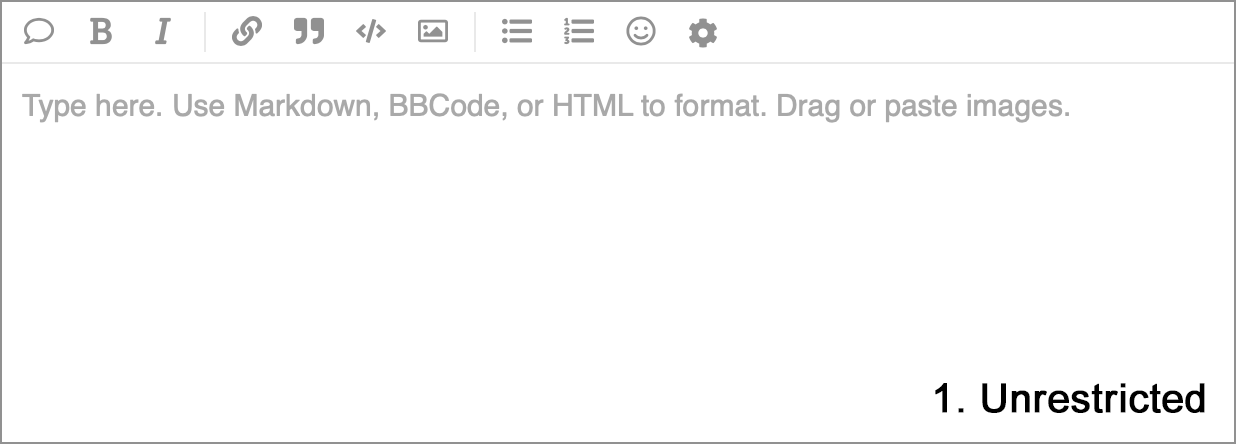 B I
Type here. Use Markdown, BBCode, or HTML to format. Drag or paste images.
1. Unrestricted